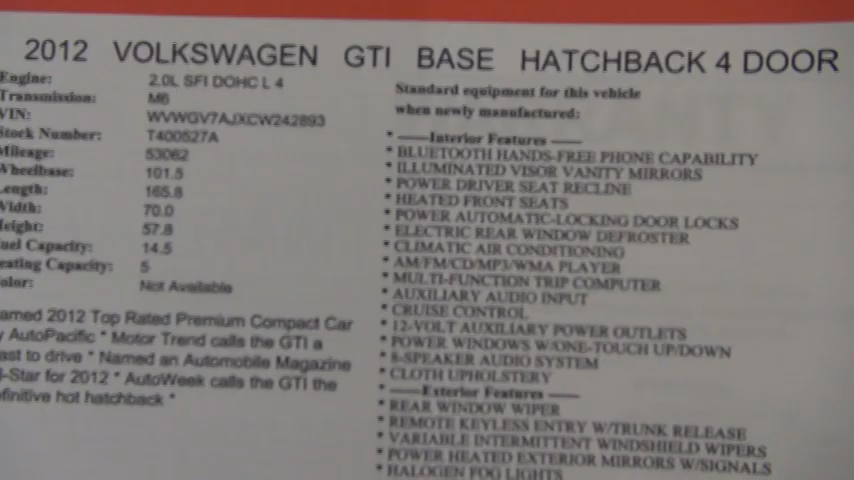 2012 VOLKSWAGEN GTI BASE HATCHBACK 4 DOOR
Engine: 2.0L SFI DOHC L 4
Transmission: M6
VIN: WVWGV7AJXCW242893
Stock Number: T400527A
Mileage: 53062
Wheelbase: 101.5
Length: 165.8
Width: 70.0
Height: 57.8
uel Capacity: 14.5
eating Capacity: 5
olor: Not Available
amed 2012 Top Rated Premium Compact Car
y AutoPacific * Motor Trend calls the GTI a
ast to drive * Named an Automobile Magazine
l-Star for 2012 * AutoWeek calls the GTI the
efinitive hot hatchback *
Standard equipment for this vehicle
when newly manufactured:
* ——Interior Features——
* BLUETOOTH HANDS-FREE PHONE CAPABILITY
* ILLUMINATED VISOR VANITY MIRRORS
* POWER DRIVER SEAT RECLINE
* HEATED FRONT SEATS
* POWER AUTOMATIC-LOCKING DOOR LOCKS
* ELECTRIC REAR WINDOW DEFROSTER
* CLIMATIC AIR CONDITIONING
* AM/FM/CD/MP3/WMA PLAYER
* MULTI-FUNCTION TRIP COMPUTER
* AUXILIARY AUDIO INPUT
* CRUISE CONTROL
* 12-VOLT AUXILIARY POWER OUTLETS
* POWER WINDOWS W/ONE-TOUCH UP/DOWN
* 8-SPEAKER AUDIO SYSTEM
* CLOTH UPHOLSTERY
* ——Exterior Features——
* REAR WINDOW WIPER
* REMOTE KEYLESS ENTRY W/TRUNK RELEASE
* VARIABLE INTERMITTENT WINDSHIELD WIPERS
* POWER HEATED EXTERIOR MIRRORS W/SIGNALS
* HALOGEN FOG LIGHTS